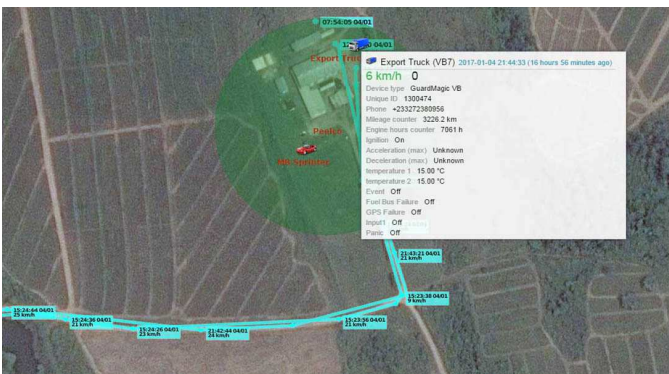 07:54:05 04/01
Export
Penice
MB Sprinter
Export Truck (VB7) 2017-01-04 21:44:33 (16 hours 56 minutes ago)
6 km/h 0
Device type GuardMagic VB
Unique ID 1300474
Phone +233272380956
Mileage counter 3226.2 km
Engine hours counter 7061 h
Ignition On
Acceleration (max) Unknown
Deceleration (max) Unknown
temperature 1 15.00 °C
temperature 2 15.00 °C
Event Off
Fuel Bus Failure Off
GPS Failure Off
Input1 Off
Panic Off
21:43:21 04/01
21 km/h
15:23:38 04/01
9 km/h
15:24:44 04/01
25 km/h
15:24:36 04/01
21 km/h
15:24:26 04/01
23 km/h
21:42:44 04/01
24 km/h
15:23:56 04/01
21 km/h